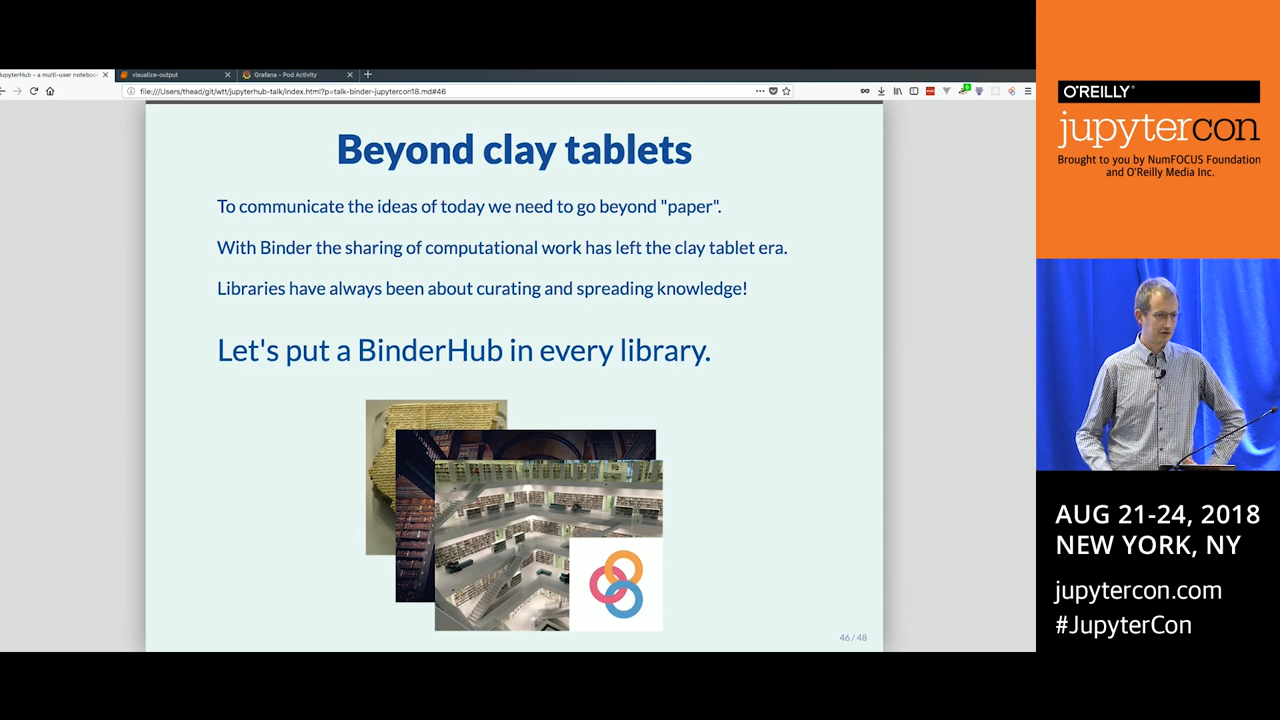 JupyterHub – a multi-user noteboo
visualize-output
Grafana - Pod Activity
file:///Users/thead/git/wtt/jupyterhub-talk/index.html?p=talk-binder-jupytercon18.md#46
Beyond clay tablets
To communicate the ideas of today we need to go beyond "paper".
With Binder the sharing of computational work has left the clay tablet era.
Libraries have always been about curating and spreading knowledge!
Let's put a BinderHub in every library.
46 / 48
O'REILLY®
jupytercon
Brought to you by NumFOCUS Foundation
and O'Reilly Media Inc.
AUG 21-24, 2018
NEW YORK, NY
jupytercon.com
#JupyterCon